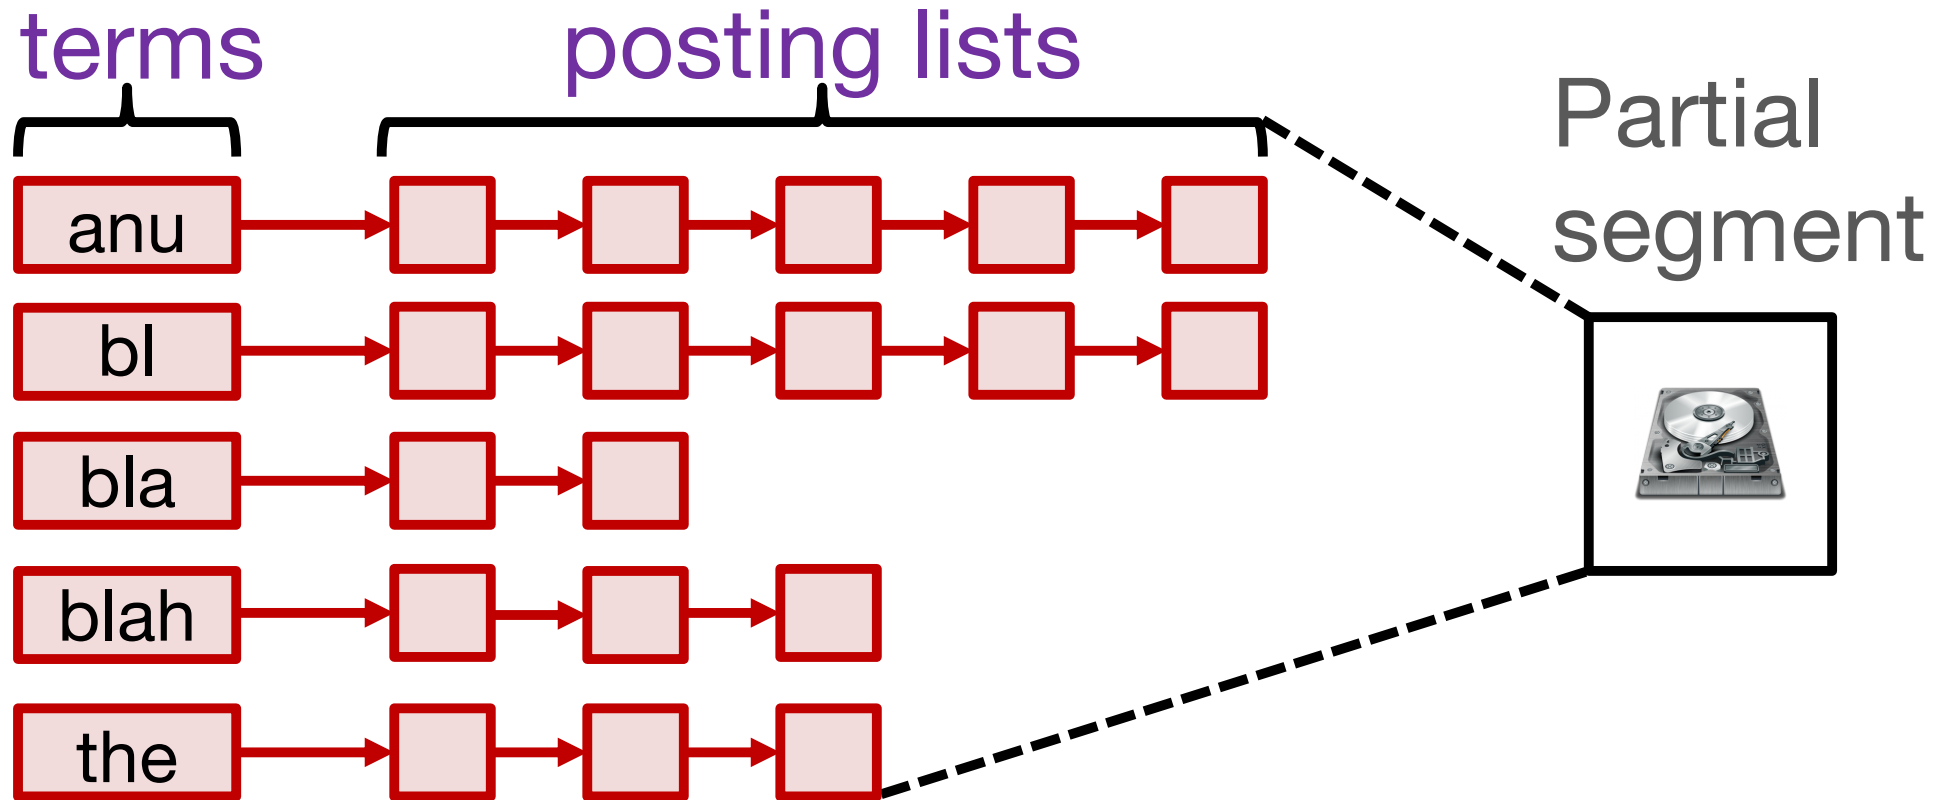 terms
posting lists
Partial
segment
anu
bl
bla
blah
the